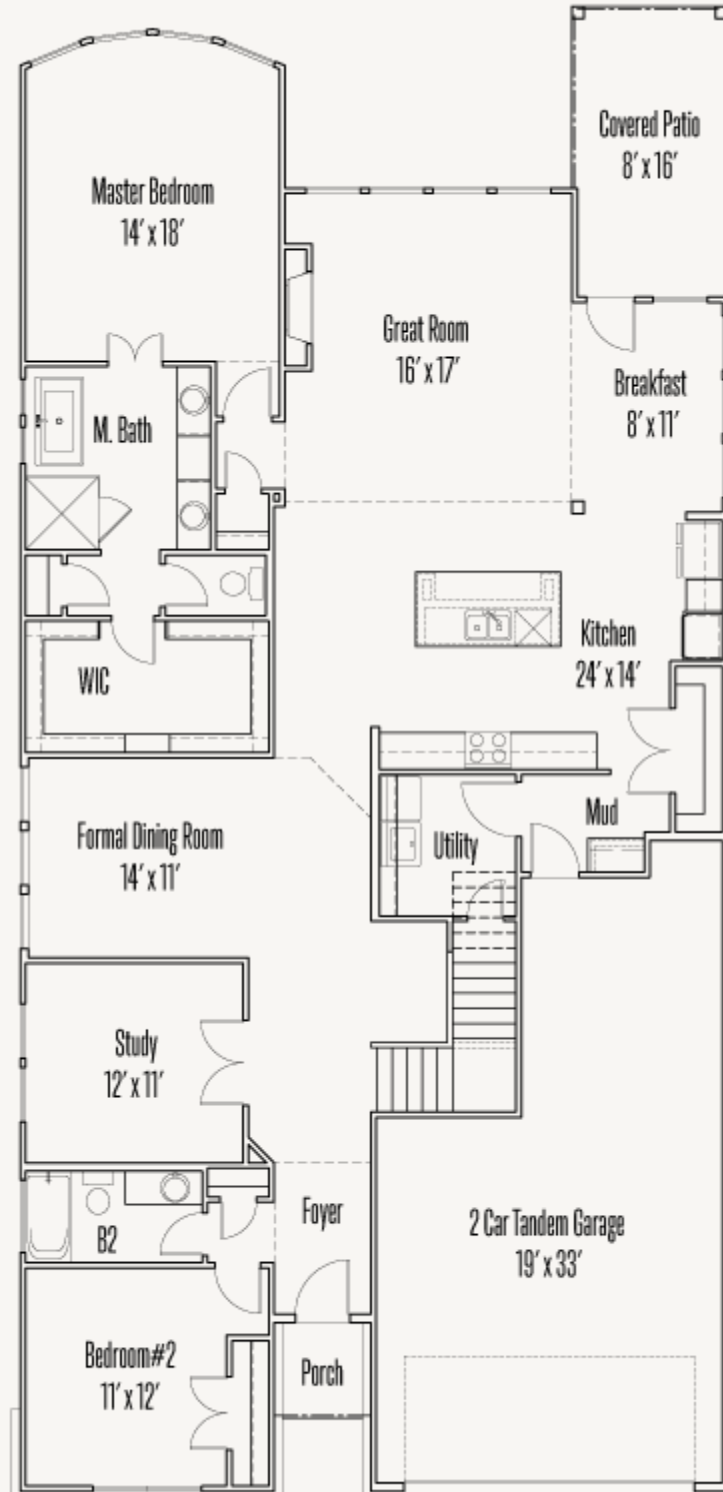 Covered Patio
8' x 16'
Master Bedroom
14' x 18'
Great Room
16' x 17'
Breakfast
8' x 11'
M. Bath
Kitchen
24' x 14'
WIC
Mud
Utility
Formal Dining Room
14' x 11'
Study
12' x 11'
Foyer
2 Car Tandem Garage
19' x 33'
B2
Bedroom#2
11' x 12'
Porch